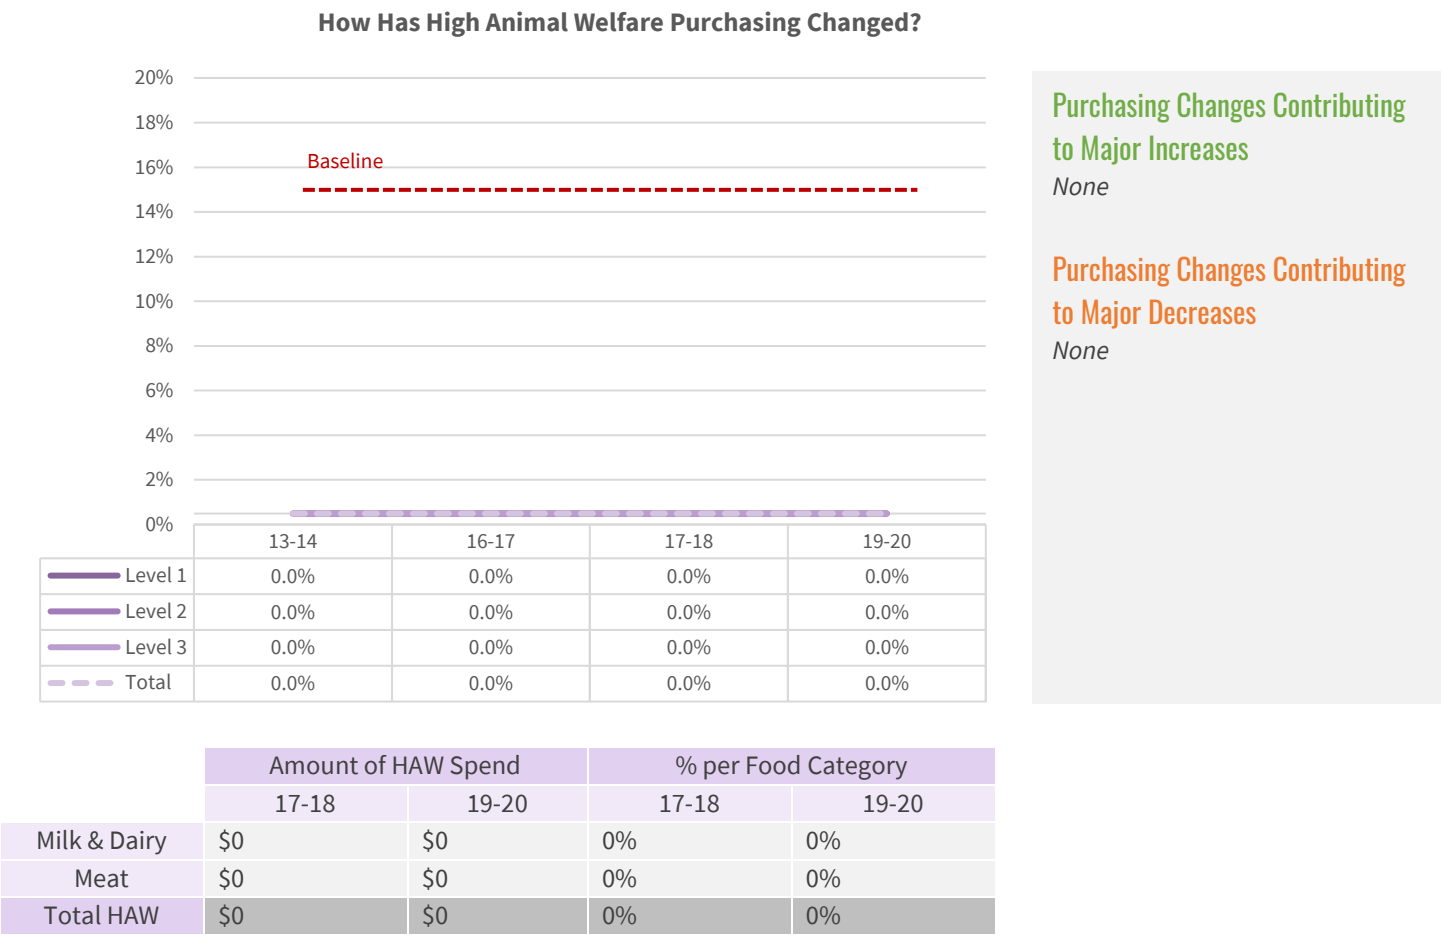 How Has High Animal Welfare Purchasing Changed?
20%
18%
16%
14%
12%
10%
8%
6%
4%
2%
0%
Baseline
13-14 16-17 17-18 19-20
Level 1 0.0% 0.0% 0.0% 0.0%
Level 2 0.0% 0.0% 0.0% 0.0%
Level 3 0.0% 0.0% 0.0% 0.0%
Total 0.0% 0.0% 0.0% 0.0%
Purchasing Changes Contributing
to Major Increases
None
Purchasing Changes Contributing
to Major Decreases
None
Amount of HAW Spend % per Food Category
17-18 19-20 17-18 19-20
Milk & Dairy $0 $0 0% 0%
Meat $0 $0 0% 0%
Total HAW $0 $0 0% 0%